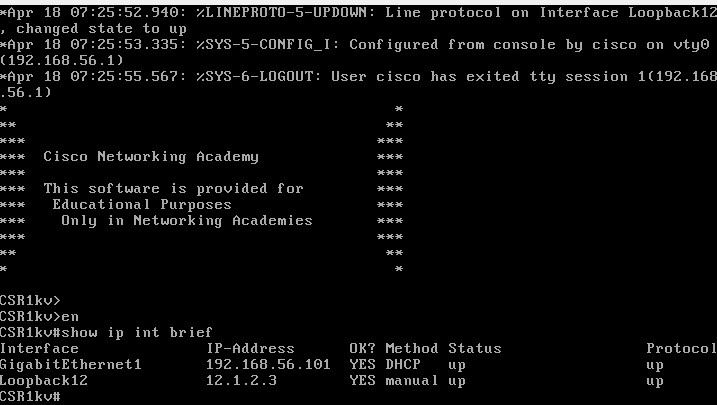 *Apr 18 07:25:52.940: %LINEPROTO-5-UPDOWN: Line protocol on Interface Loopback12
, changed state to up
*Apr 18 07:25:53.335: %SYS-5-CONFIG_I: Configured from console by cisco on vty0
(192.168.56.1)
*Apr 18 07:25:55.567: %SYS-6-LOGOUT: User cisco has exited tty session 1(192.168
.56.1)
*                                           *
**                                         **
***                                       ***
***  Cisco Networking Academy             ***
***                                       ***
***  This software is provided for        ***
***   Educational Purposes                ***
***    Only in Networking Academies       ***
***                                       ***
**                                         **
*                                           *
CSR1kv>
CSR1kv>en
CSR1kv#show ip int brief
Interface              IP-Address      OK? Method Status                Protocol
GigabitEthernet1       192.168.56.101  YES DHCP   up                    up
Loopback12             12.1.2.3        YES manual up                    up
CSR1kv#